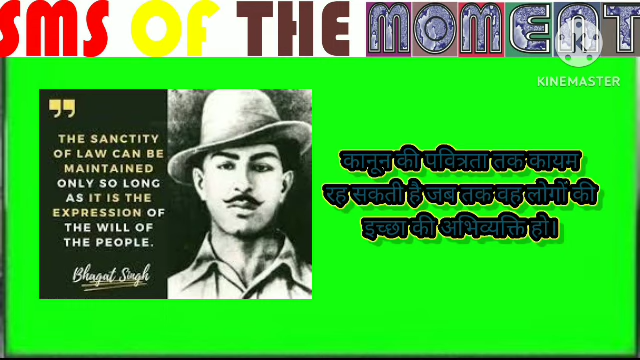 SMS OF THE MOMENT
KINEMASTER
THE SANCTITY
OF LAW CAN BE
MAINTAINED
ONLY SO LONG
AS IT IS THE
EXPRESSION OF
THE WILL OF
THE PEOPLE.
Bhagat Singh
कानून की पवित्रता तक कायम
रह सकती है जब तक वह लोगों की
इच्छा की अभिव्यक्ति हो।